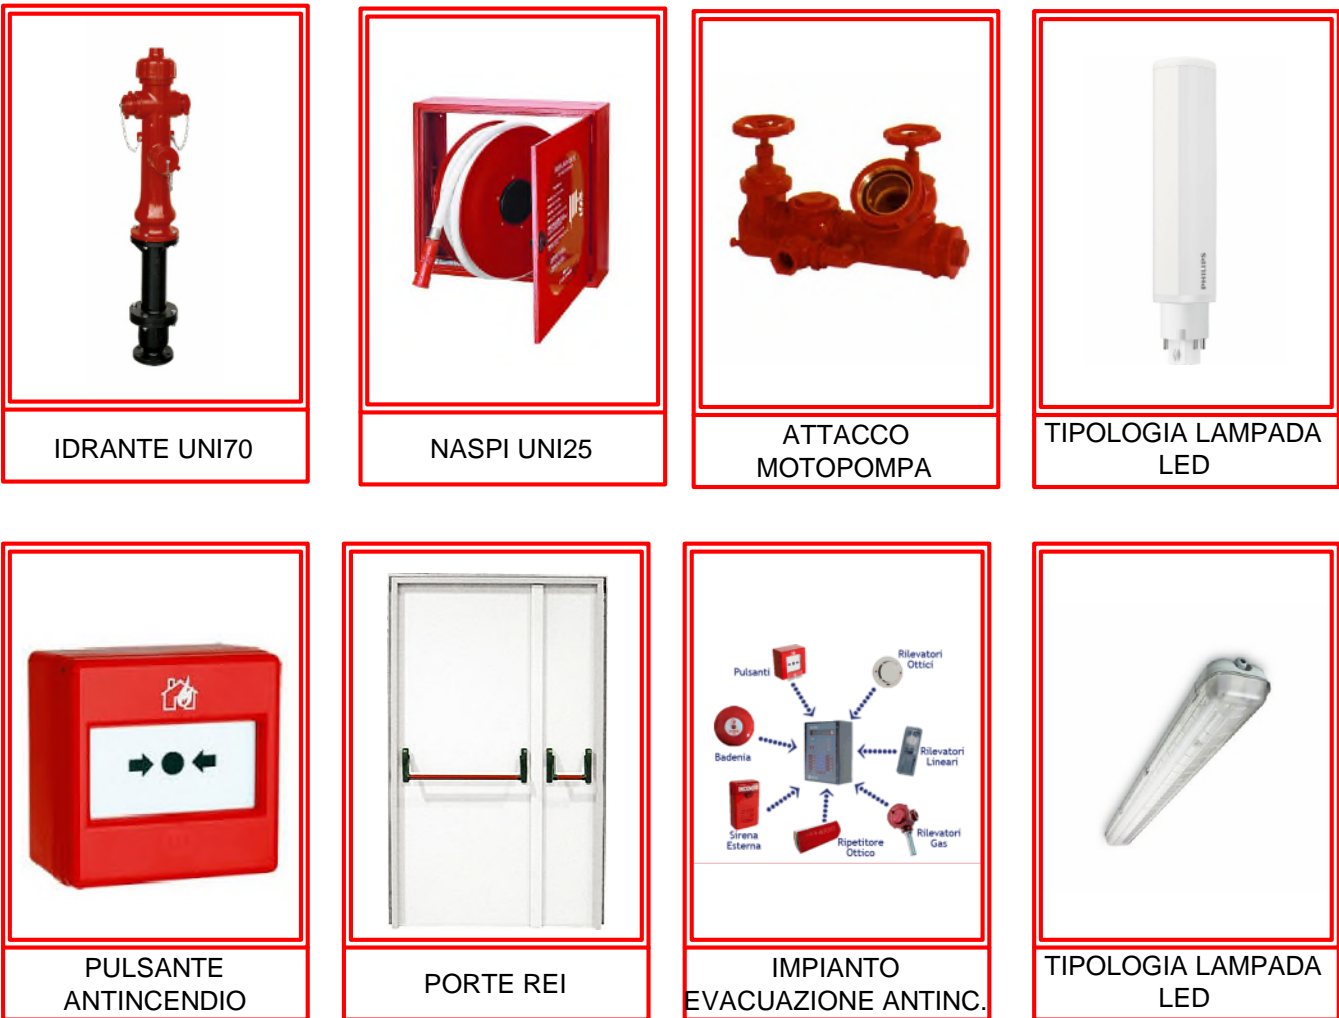 PHILIPS
IDRANTE UNI70
NASPI UNI25
ATTACCO
MOTOPOMPA
TIPOLOGIA LAMPADA
LED
Pulsanti
Rilevatori
Ottici
Badenia
Rilevatori
Lineari
Sirena
Esterna
Ripetitore
Ottico
Rilevatori
Gas
PULSANTE
ANTINCENDIO
PORTE REI
IMPIANTO
EVACUAZIONE ANTINC.
TIPOLOGIA LAMPADA
LED